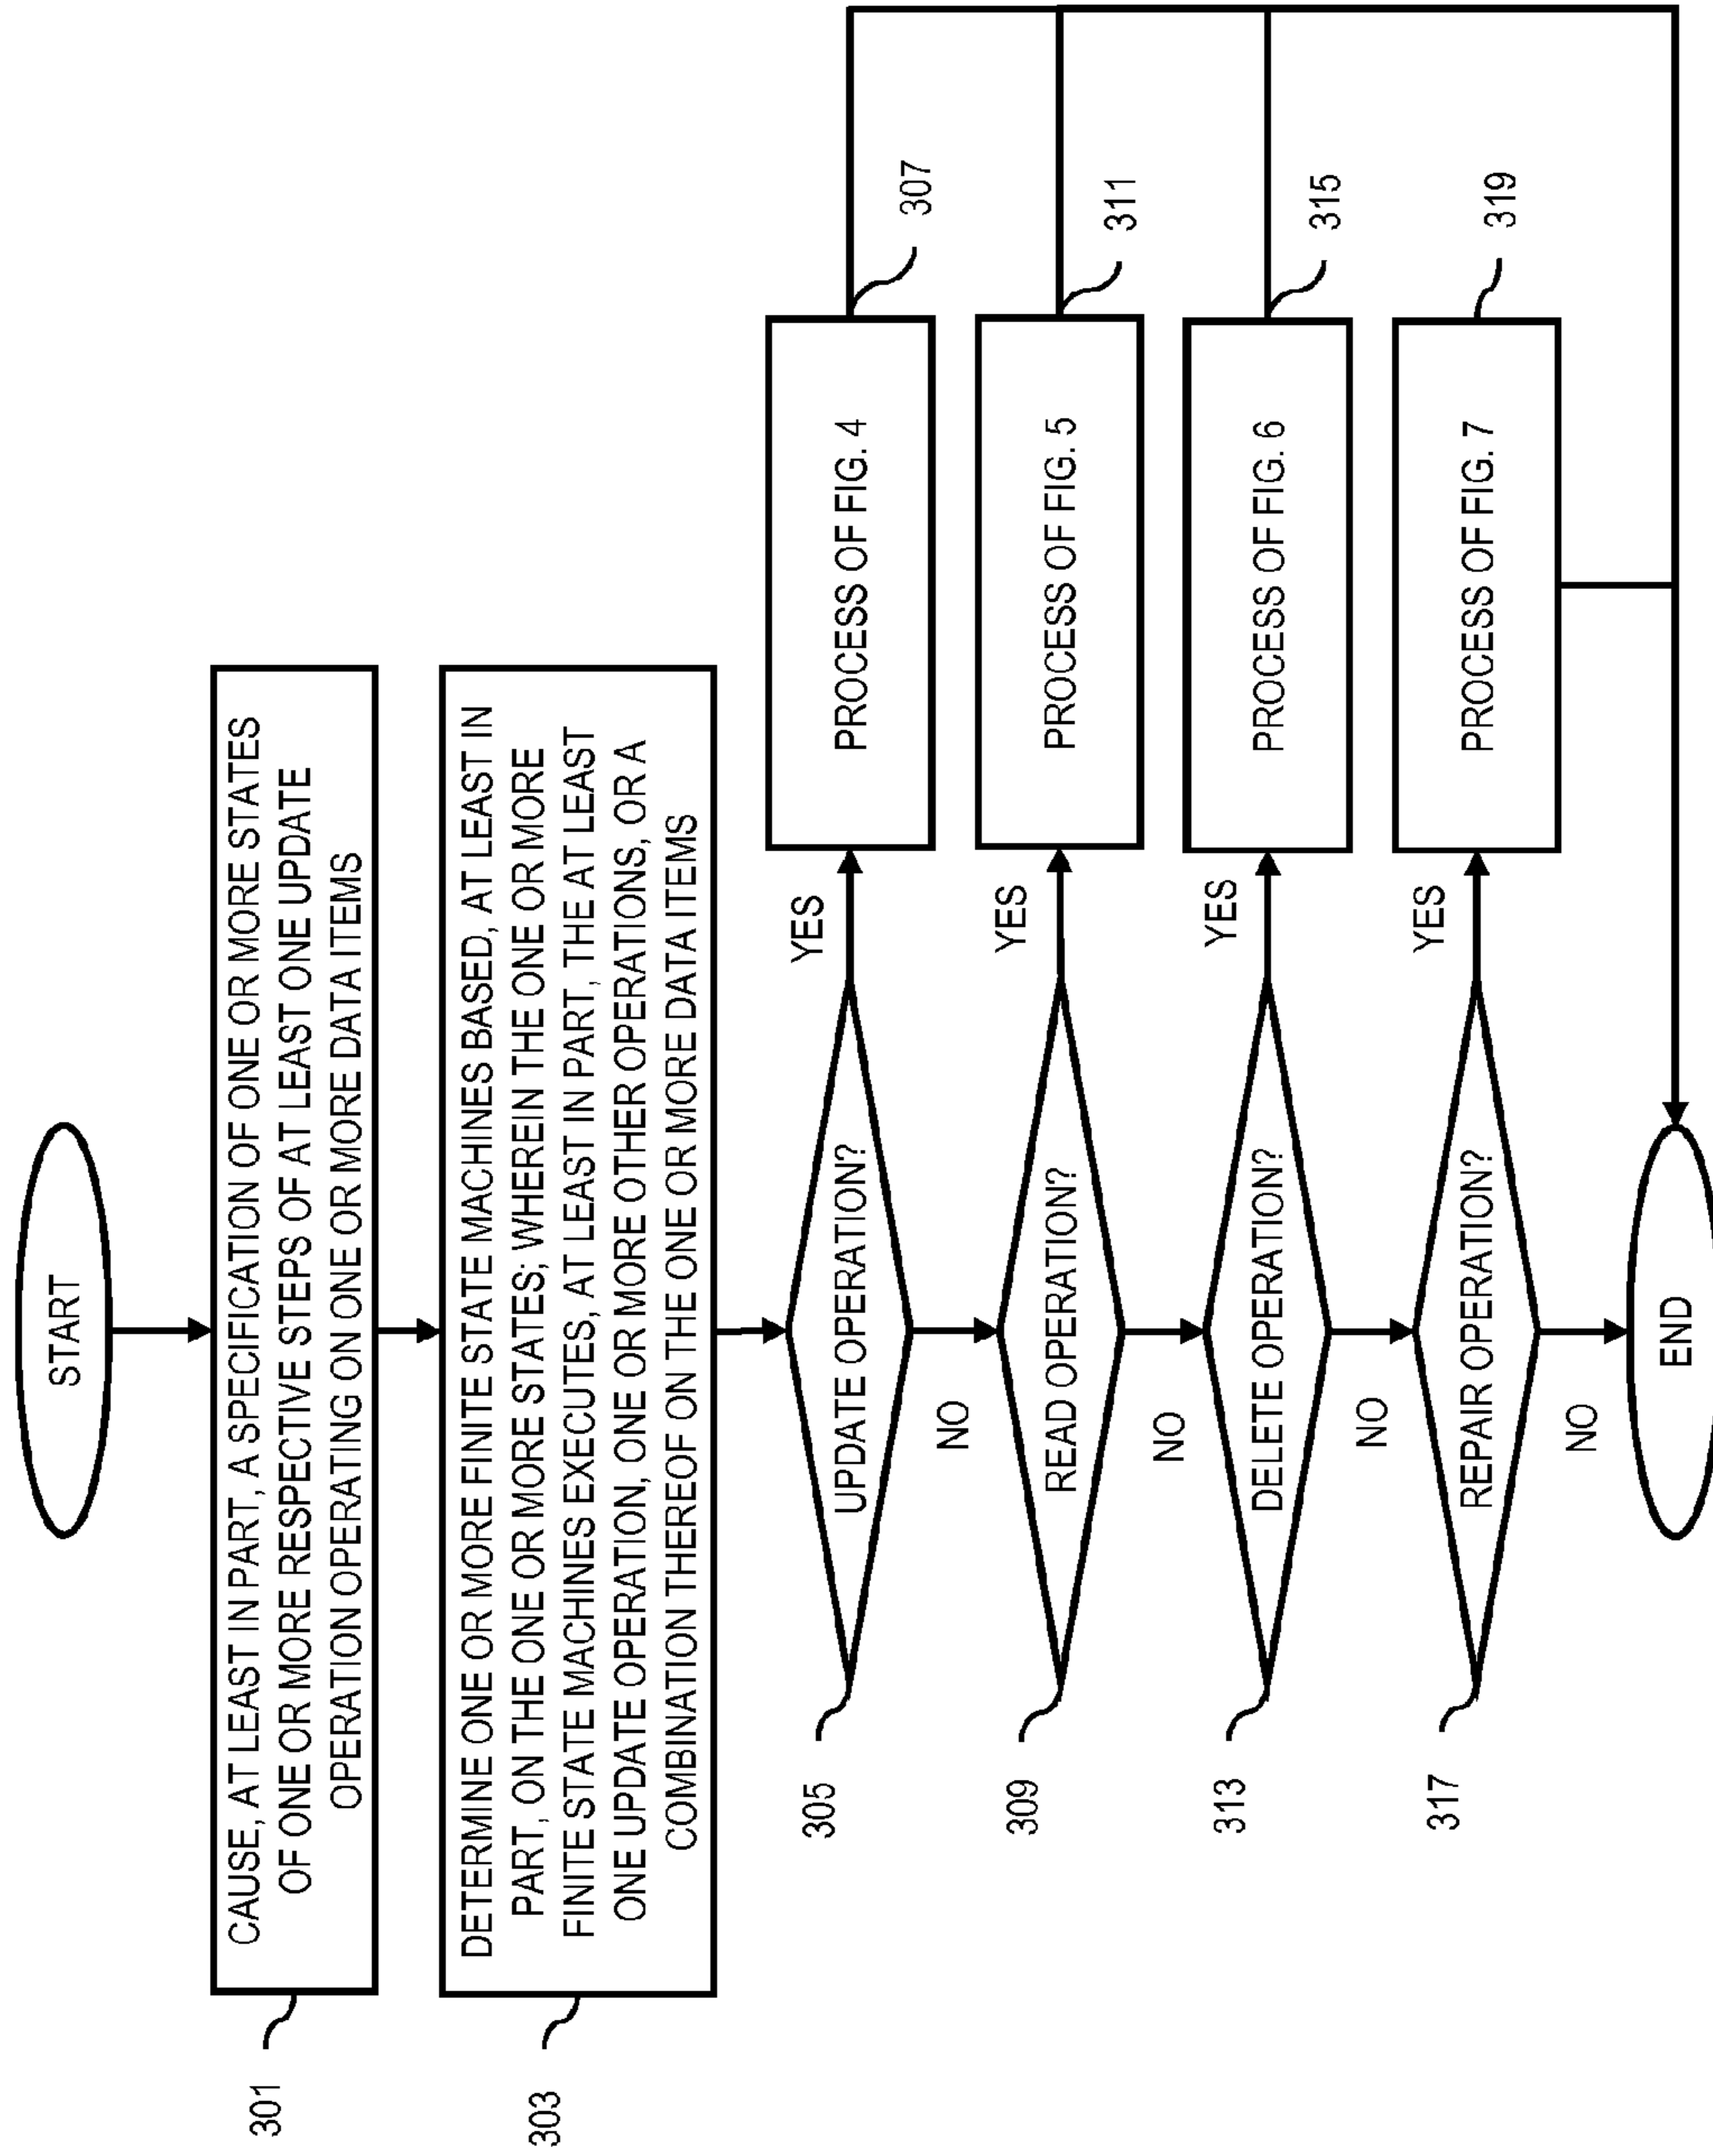 START
CAUSE, AT LEAST IN PART, A SPECIFICATION OF ONE OR MORE STATES
OF ONE OR MORE RESPECTIVE STEPS OF AT LEAST ONE UPDATE
OPERATION OPERATING ON ONE OR MORE DATA ITEMS
301
DETERMINE ONE OR MORE FINITE STATE MACHINES BASED, AT LEAST IN
PART, ON THE ONE OR MORE STATES; WHEREIN THE ONE OR MORE
FINITE STATE MACHINES EXECUTES, AT LEAST IN PART, THE AT LEAST
ONE UPDATE OPERATION, ONE OR MORE OTHER OPERATIONS, OR A
COMBINATION THEREOF ON THE ONE OR MORE DATA ITEMS
303
305
UPDATE OPERATION?
YES
PROCESS OF FIG. 4
307
NO
309
READ OPERATION?
YES
PROCESS OF FIG. 5
311
NO
313
DELETE OPERATION?
YES
PROCESS OF FIG. 6
315
NO
317
REPAIR OPERATION?
YES
PROCESS OF FIG. 7
319
NO
END